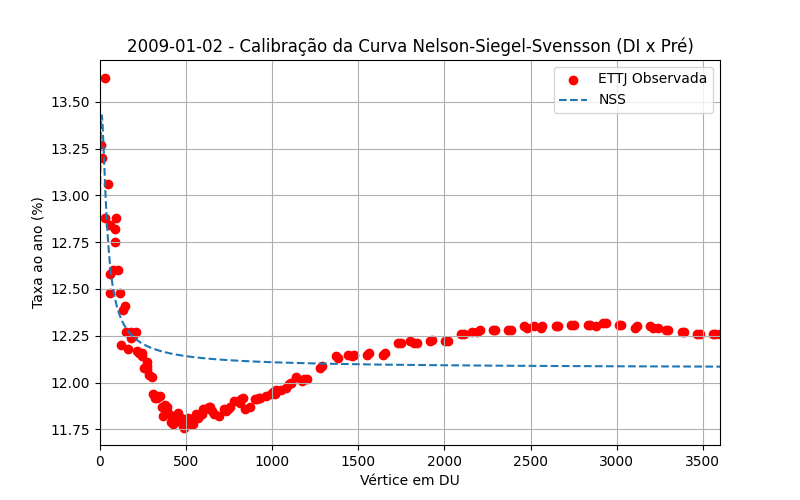 2009-01-02 - Calibração da Curva Nelson-Siegel-Svensson (DI x Pré)
ETTJ Observada
NSS
Taxa ao ano (%)
13.50
13.25
13.00
12.75
12.50
12.25
12.00
11.75
0 500 1000 1500 2000 2500 3000 3500
Vértice em DU